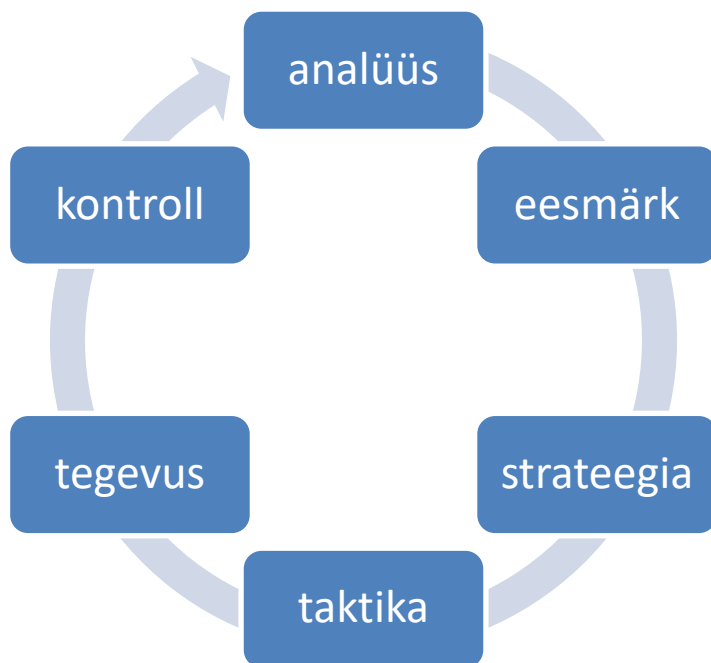 analüüs
eesmärk
strateegia
taktika
tegevus
kontroll